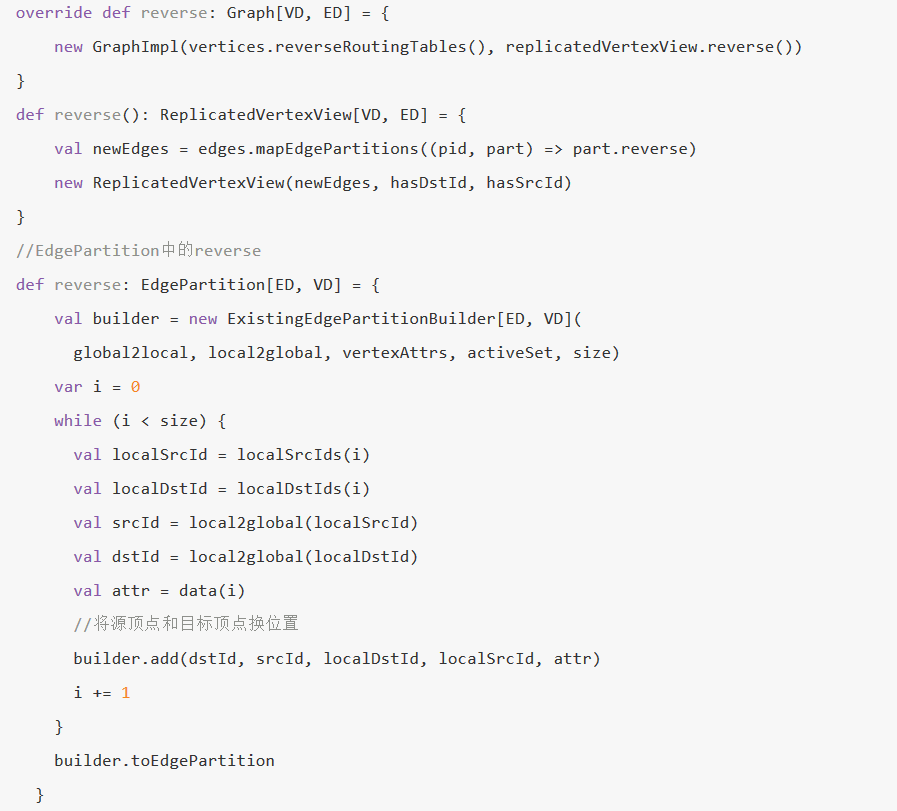 override def reverse: Graph[VD, ED] = {
    new GraphImpl(vertices.reverseRoutingTables(), replicatedVertexView.reverse())
}
def reverse(): ReplicatedVertexView[VD, ED] = {
    val newEdges = edges.mapEdgePartitions((pid, part) => part.reverse)
    new ReplicatedVertexView(newEdges, hasDstId, hasSrcId)
}
//EdgePartition中的reverse
def reverse: EdgePartition[ED, VD] = {
    val builder = new ExistingEdgePartitionBuilder[ED, VD](
      global2local, local2global, vertexAttrs, activeSet, size)
    var i = 0
    while (i < size) {
      val localSrcId = localSrcIds(i)
      val localDstId = localDstIds(i)
      val srcId = local2global(localSrcId)
      val dstId = local2global(localDstId)
      val attr = data(i)
      //将源顶点和目标顶点换位置
      builder.add(dstId, srcId, localDstId, localSrcId, attr)
      i += 1
    }
    builder.toEdgePartition
  }